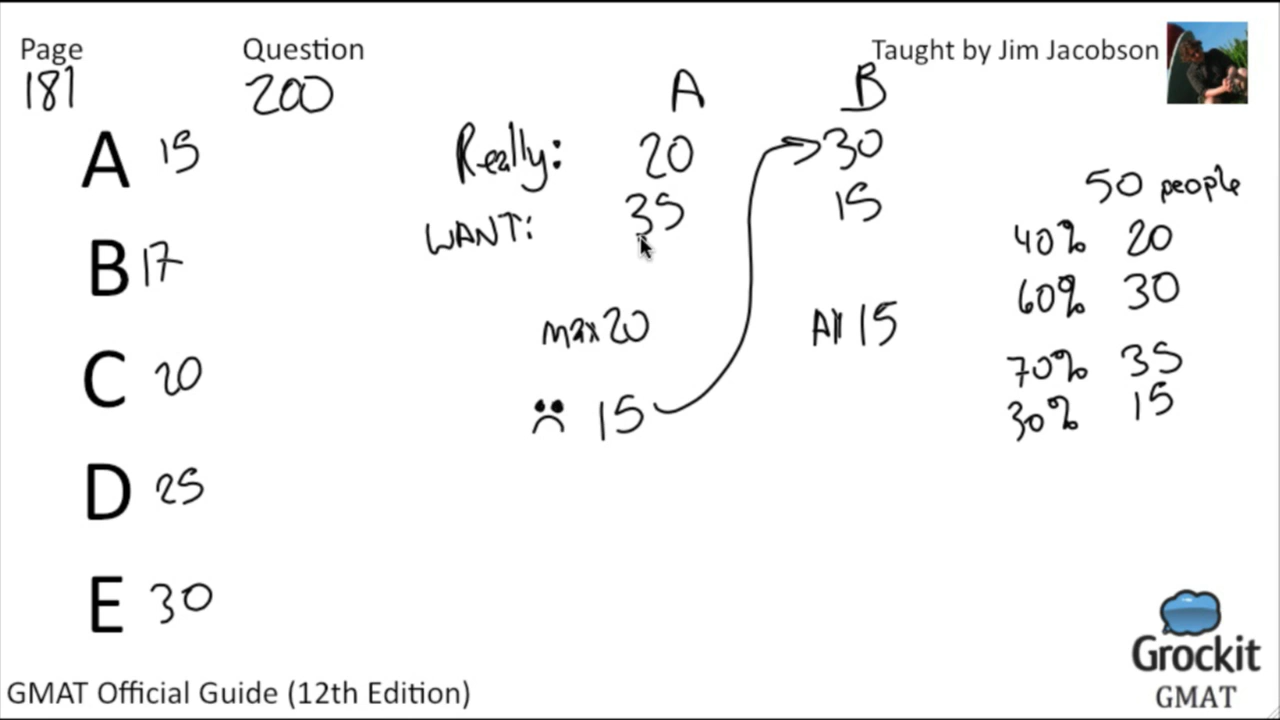 Page Question Taught by Jim Jacobson
181 200
A 15
B 17
C 20
D 25
E 30
A B
Really: 20 30
WANT: 35 15
max 20 All 15
15
50 people
40% 20
60% 30
70% 35
30% 15
GMAT Official Guide (12th Edition)
Grockit
GMAT